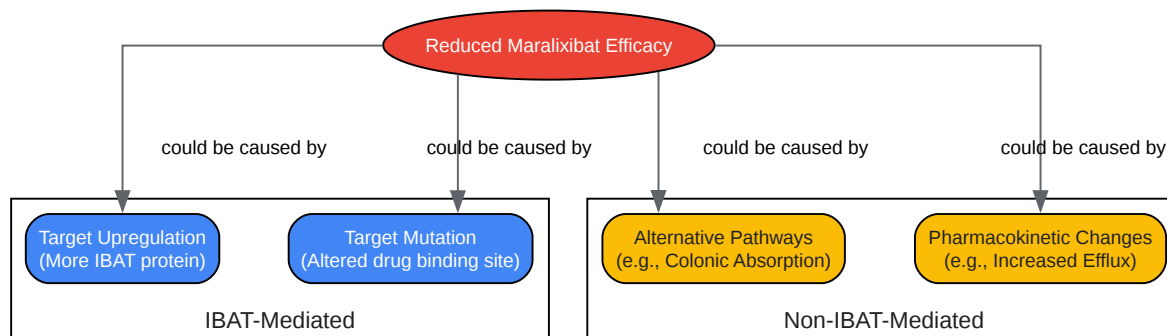 Reduced Maralixibat Efficacy
could be caused by
could be caused by
could be caused by
could be caused by
Target Upregulation
(More IBAT protein)
Target Mutation
(Altered drug binding site)
Alternative Pathways
(e.g., Colonic Absorption)
Pharmacokinetic Changes
(e.g., Increased Efflux)
IBAT-Mediated
Non-IBAT-Mediated